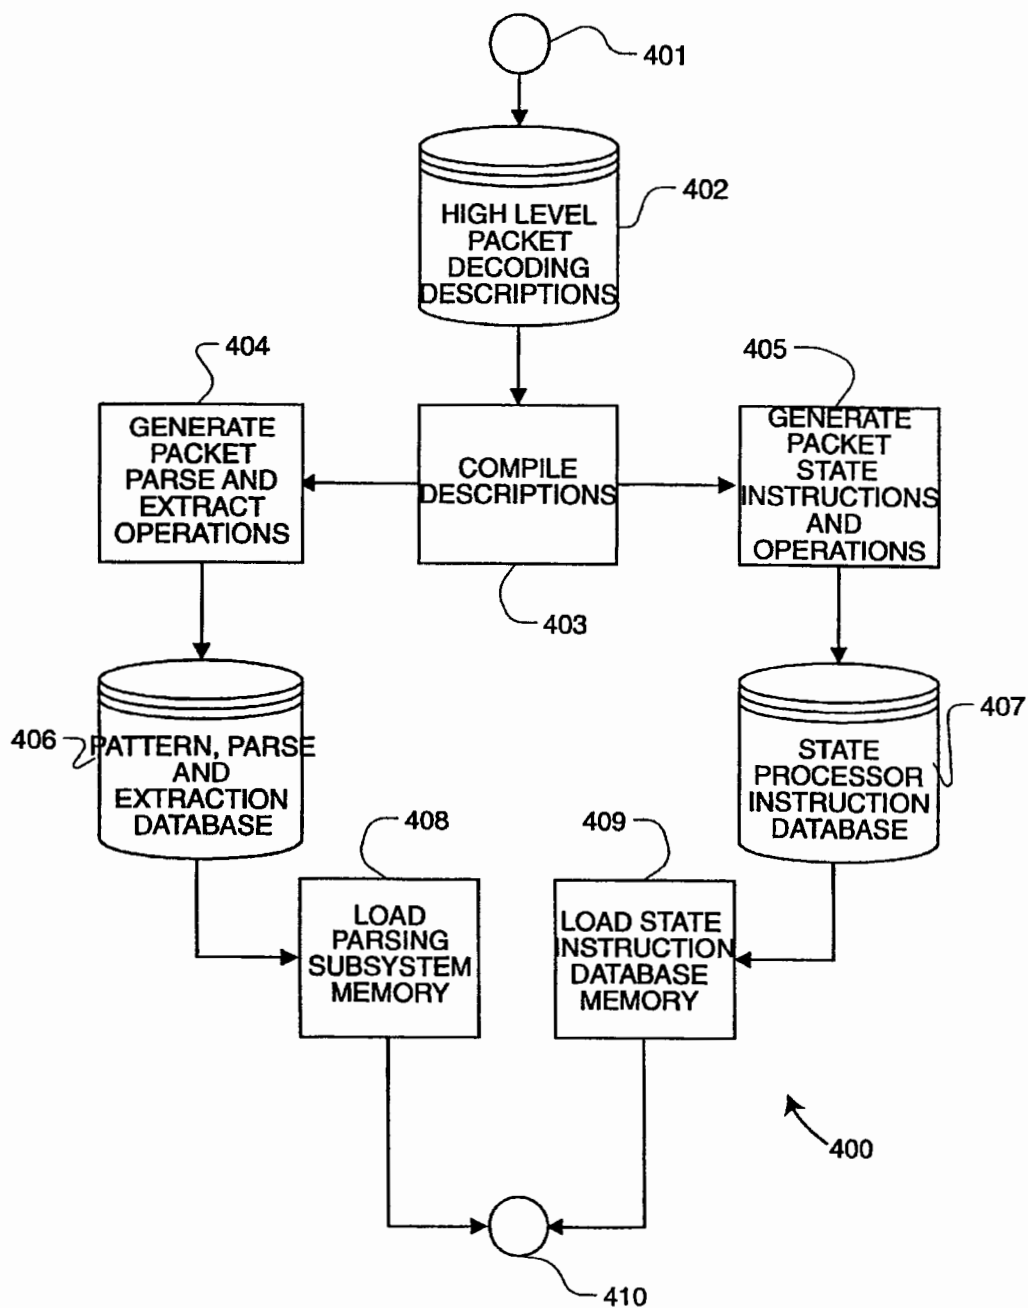 401
HIGH LEVEL
PACKET
DECODING
DESCRIPTIONS
402
404
GENERATE
PACKET
PARSE AND
EXTRACT
OPERATIONS
COMPILE
DESCRIPTIONS
403
405
GENERATE
PACKET
STATE
INSTRUCTIONS
AND
OPERATIONS
406
PATTERN, PARSE
AND
EXTRACTION
DATABASE
STATE
PROCESSOR
INSTRUCTION
DATABASE
407
408
LOAD
PARSING
SUBSYSTEM
MEMORY
409
LOAD STATE
INSTRUCTION
DATABASE
MEMORY
400
410